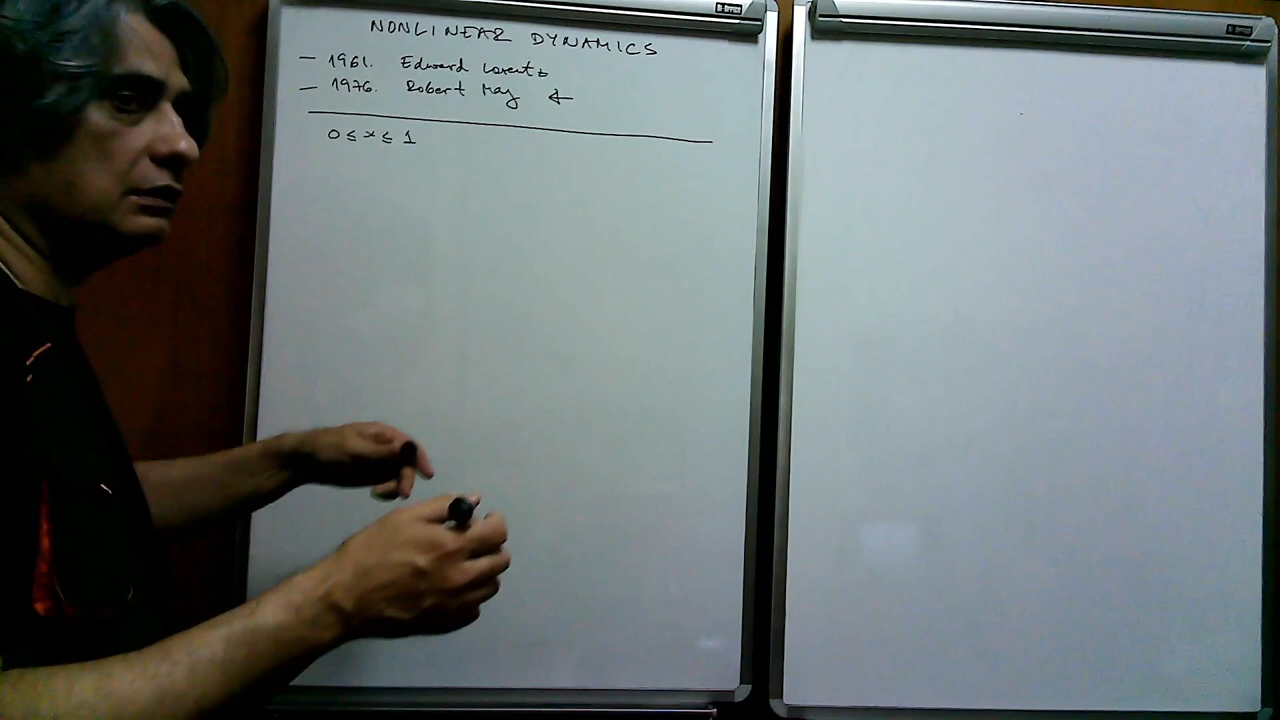 NONLINEAR DYNAMICS
- 1961. Edward Lorentz
- 1976. Robert May ←
0 ≤ x ≤ 1